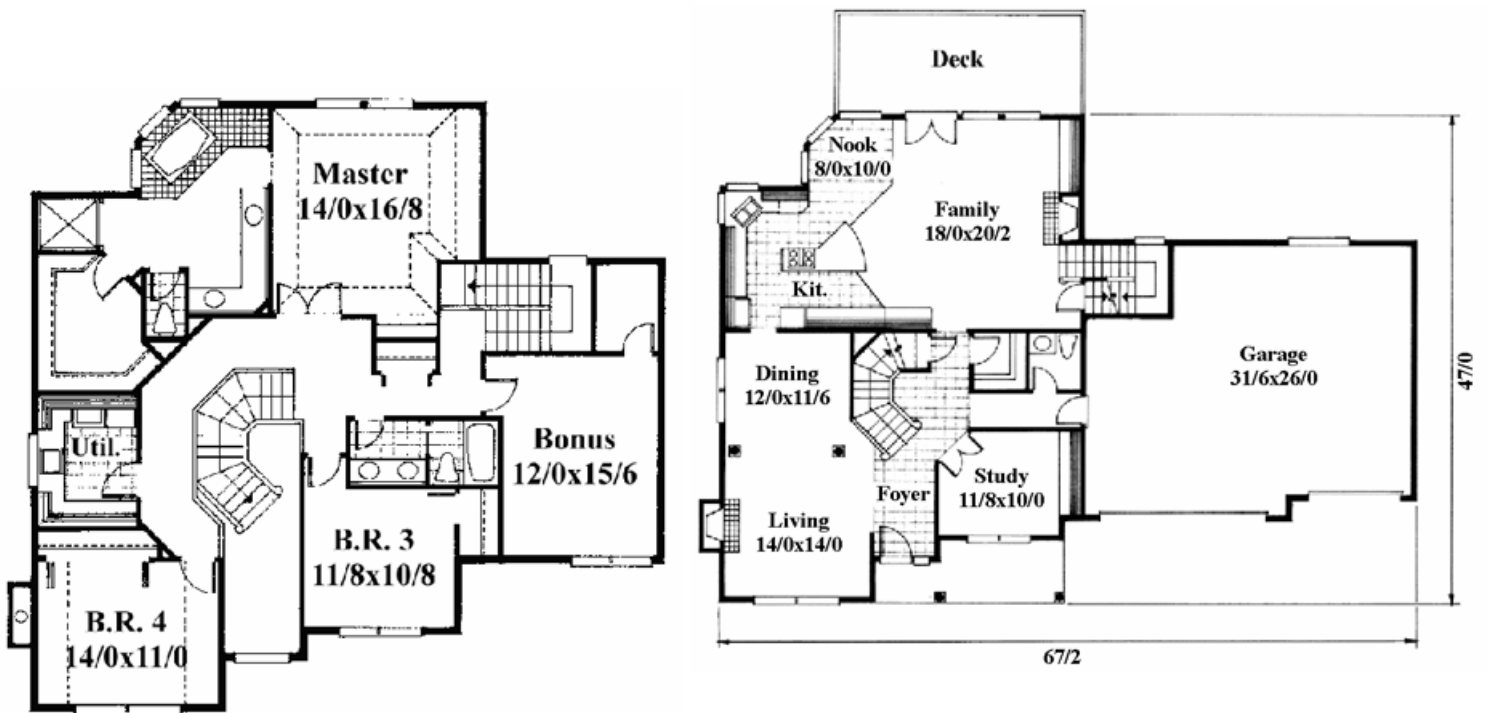 Master
14/0x16/8
Util.
Bonus
12/0x15/6
B.R. 3
11/8x10/8
B.R. 4
14/0x11/0
Deck
Nook
8/0x10/0
Family
18/0x20/2
Kit.
Garage
31/6x26/0
Dining
12/0x11/6
Study
11/8x10/0
Foyer
Living
14/0x14/0
47/0
67/2